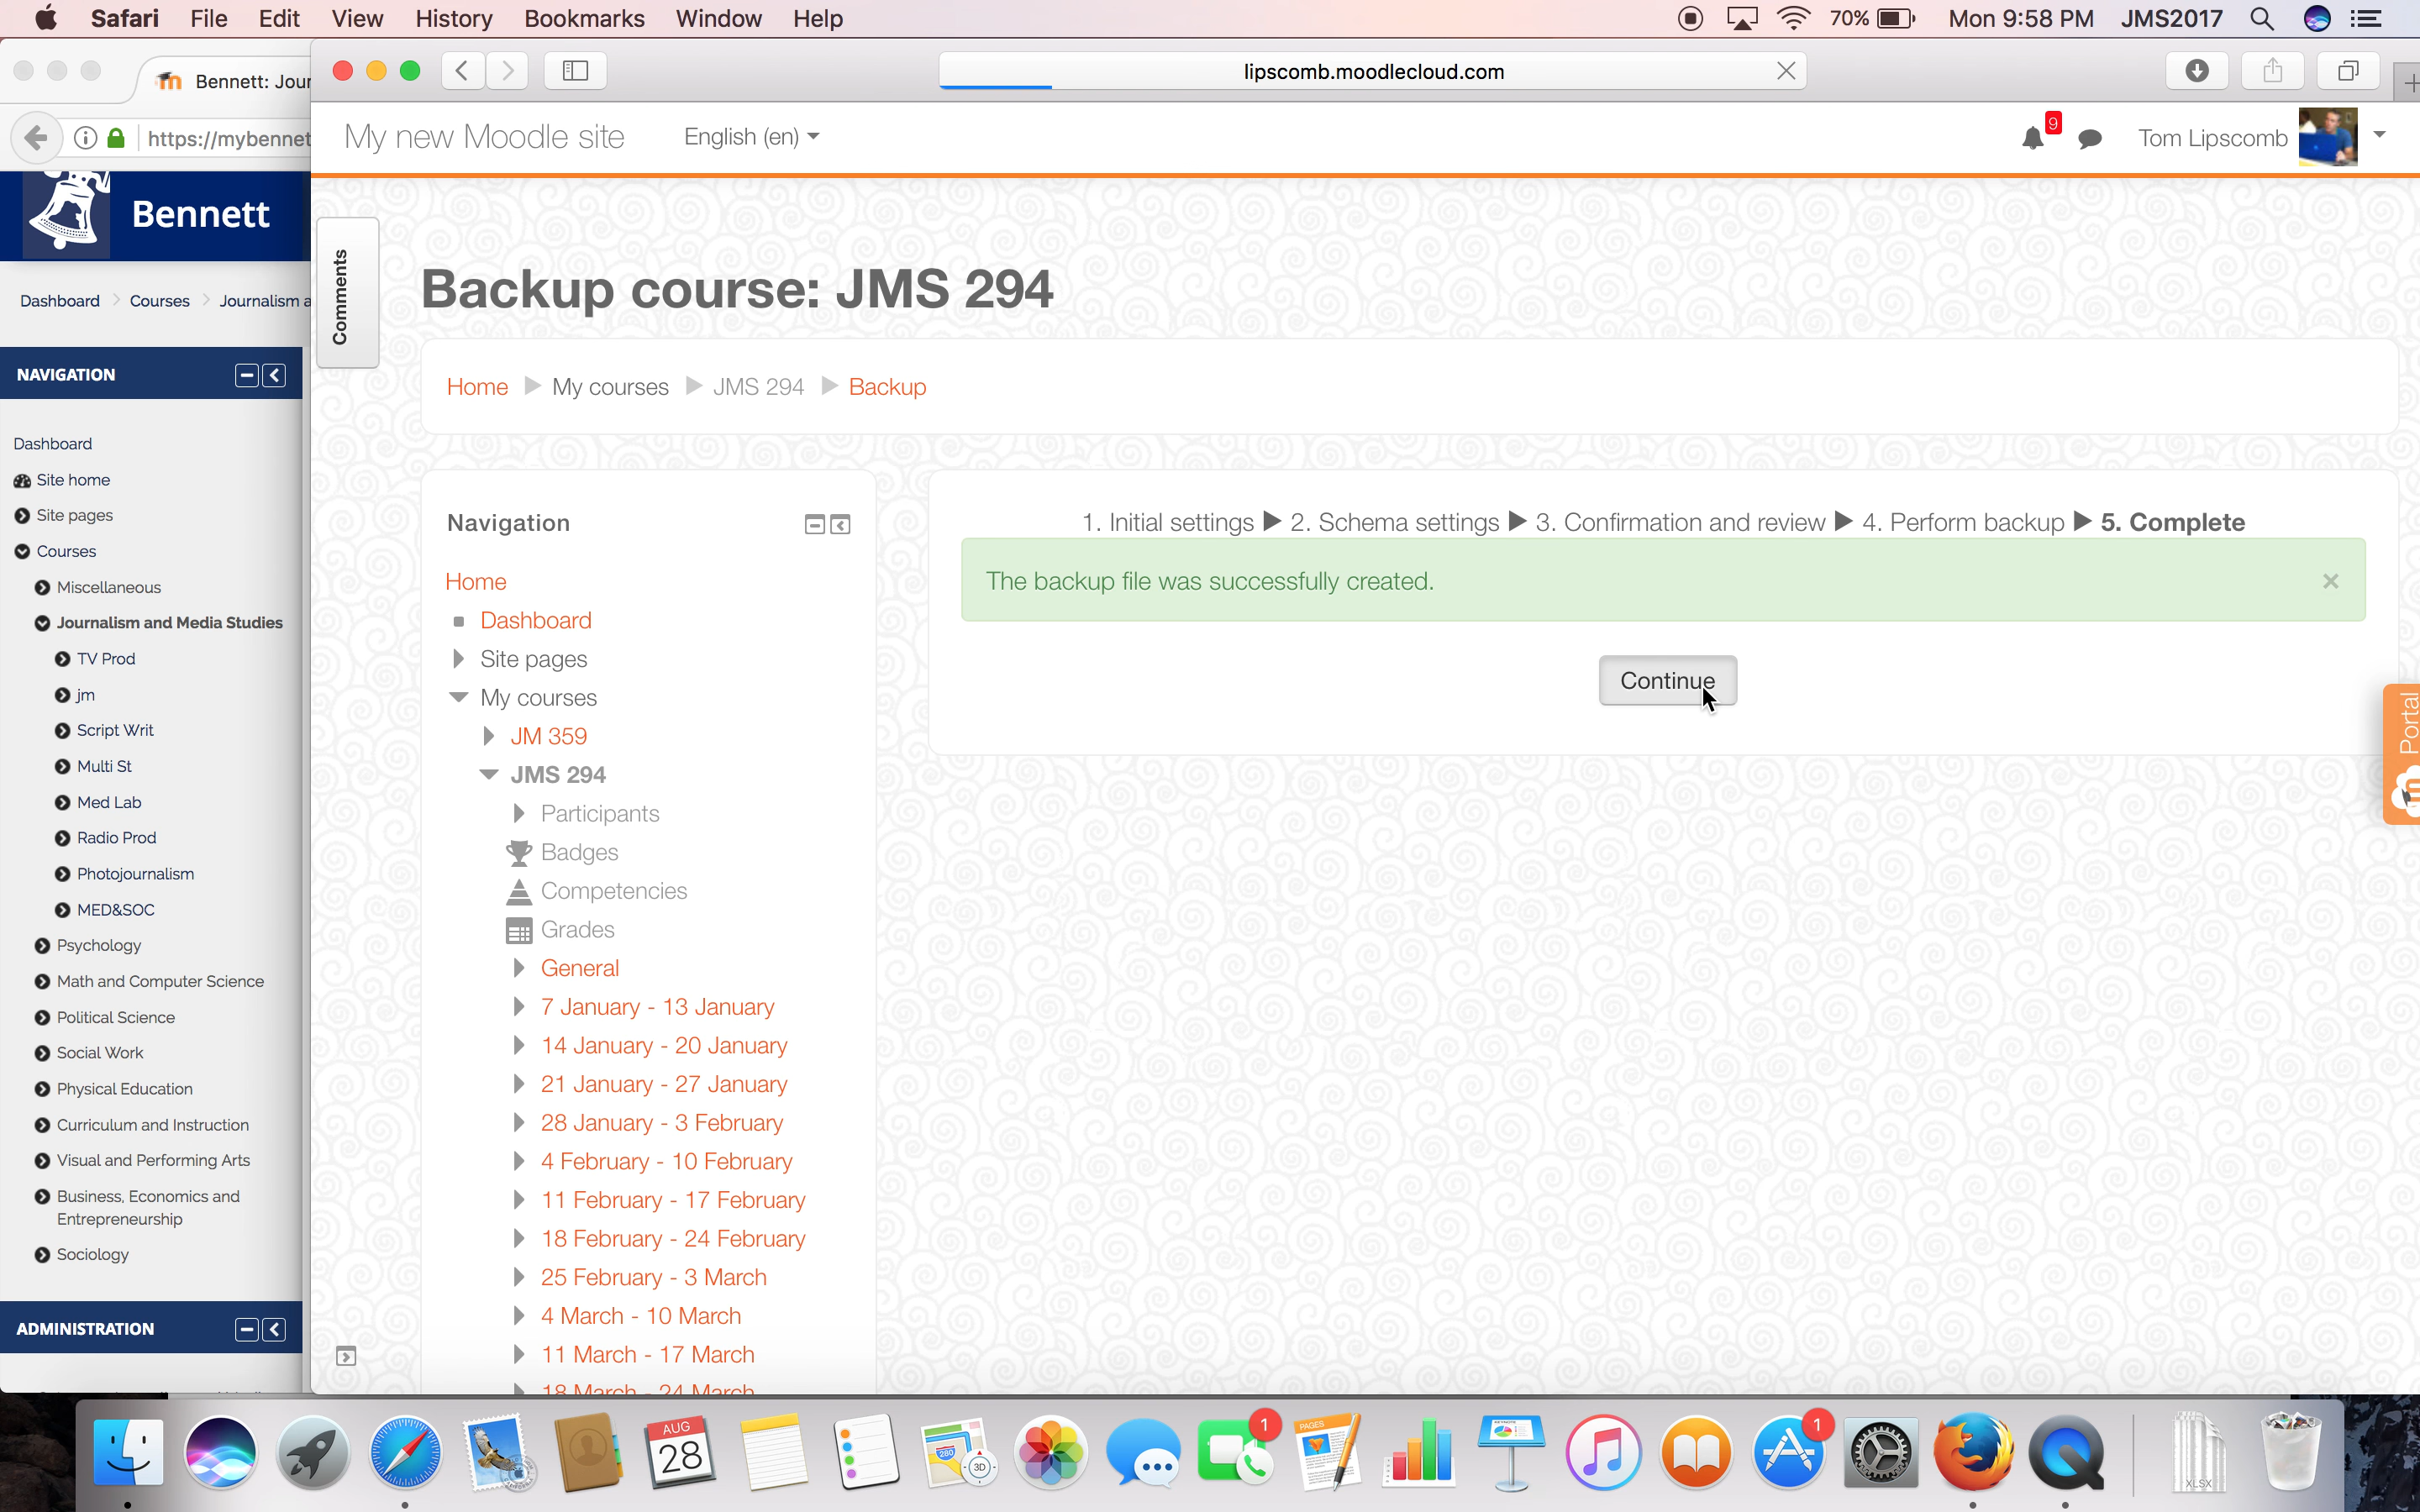 Safari File Edit View History Bookmarks Window Help 70% Mon 9:58 PM JMS2017
Bennett: Jour
lipscomb.moodlecloud.com
https://mybennet
My new Moodle site English (en) 9 Tom Lipscomb
Bennett
Dashboard Courses Journalism a
Comments
Backup course: JMS 294
NAVIGATION
Home My courses JMS 294 Backup
Dashboard
Site home
Site pages
Courses
Miscellaneous
Journalism and Media Studies
TV Prod
jm
Script Writ
Multi St
Med Lab
Radio Prod
Photojournalism
MED&SOC
Psychology
Math and Computer Science
Political Science
Social Work
Physical Education
Curriculum and Instruction
Visual and Performing Arts
Business, Economics and
Entrepreneurship
Sociology
ADMINISTRATION
Navigation
Home
Dashboard
Site pages
My courses
JM 359
JMS 294
Participants
Badges
Competencies
Grades
General
7 January - 13 January
14 January - 20 January
21 January - 27 January
28 January - 3 February
4 February - 10 February
11 February - 17 February
18 February - 24 February
25 February - 3 March
4 March - 10 March
11 March - 17 March
18 March - 24 March
1. Initial settings ▶ 2. Schema settings ▶ 3. Confirmation and review ▶ 4. Perform backup ▶ 5. Complete
The backup file was successfully created.
Continue
Portal
AUG
28
280
3D
1
PAGES
KEYNOTE
1
XLSX